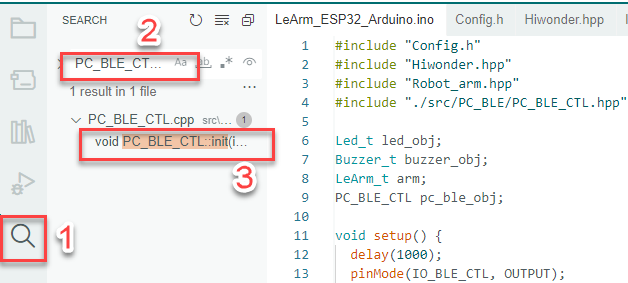 SEARCH
2
PC_BLE_CT...
Aa
ab
.*
1 result in 1 file
...
PC_BLE_CTL.cpp src\... 1
void PC_BLE_CTL::init(i...
3
1
LeArm_ESP32_Arduino.ino Config.h Hiwonder.hpp
1 #include "Config.h"
2 #include "Hiwonder.hpp"
3 #include "Robot_arm.hpp"
4 #include "./src/PC_BLE/PC_BLE_CTL.hpp"
5
6 Led_t led_obj;
7 Buzzer_t buzzer_obj;
8 LeArm_t arm;
9 PC_BLE_CTL pc_ble_obj;
10
11 void setup() {
12 delay(1000);
13 pinMode(IO_BLE_CTL, OUTPUT);